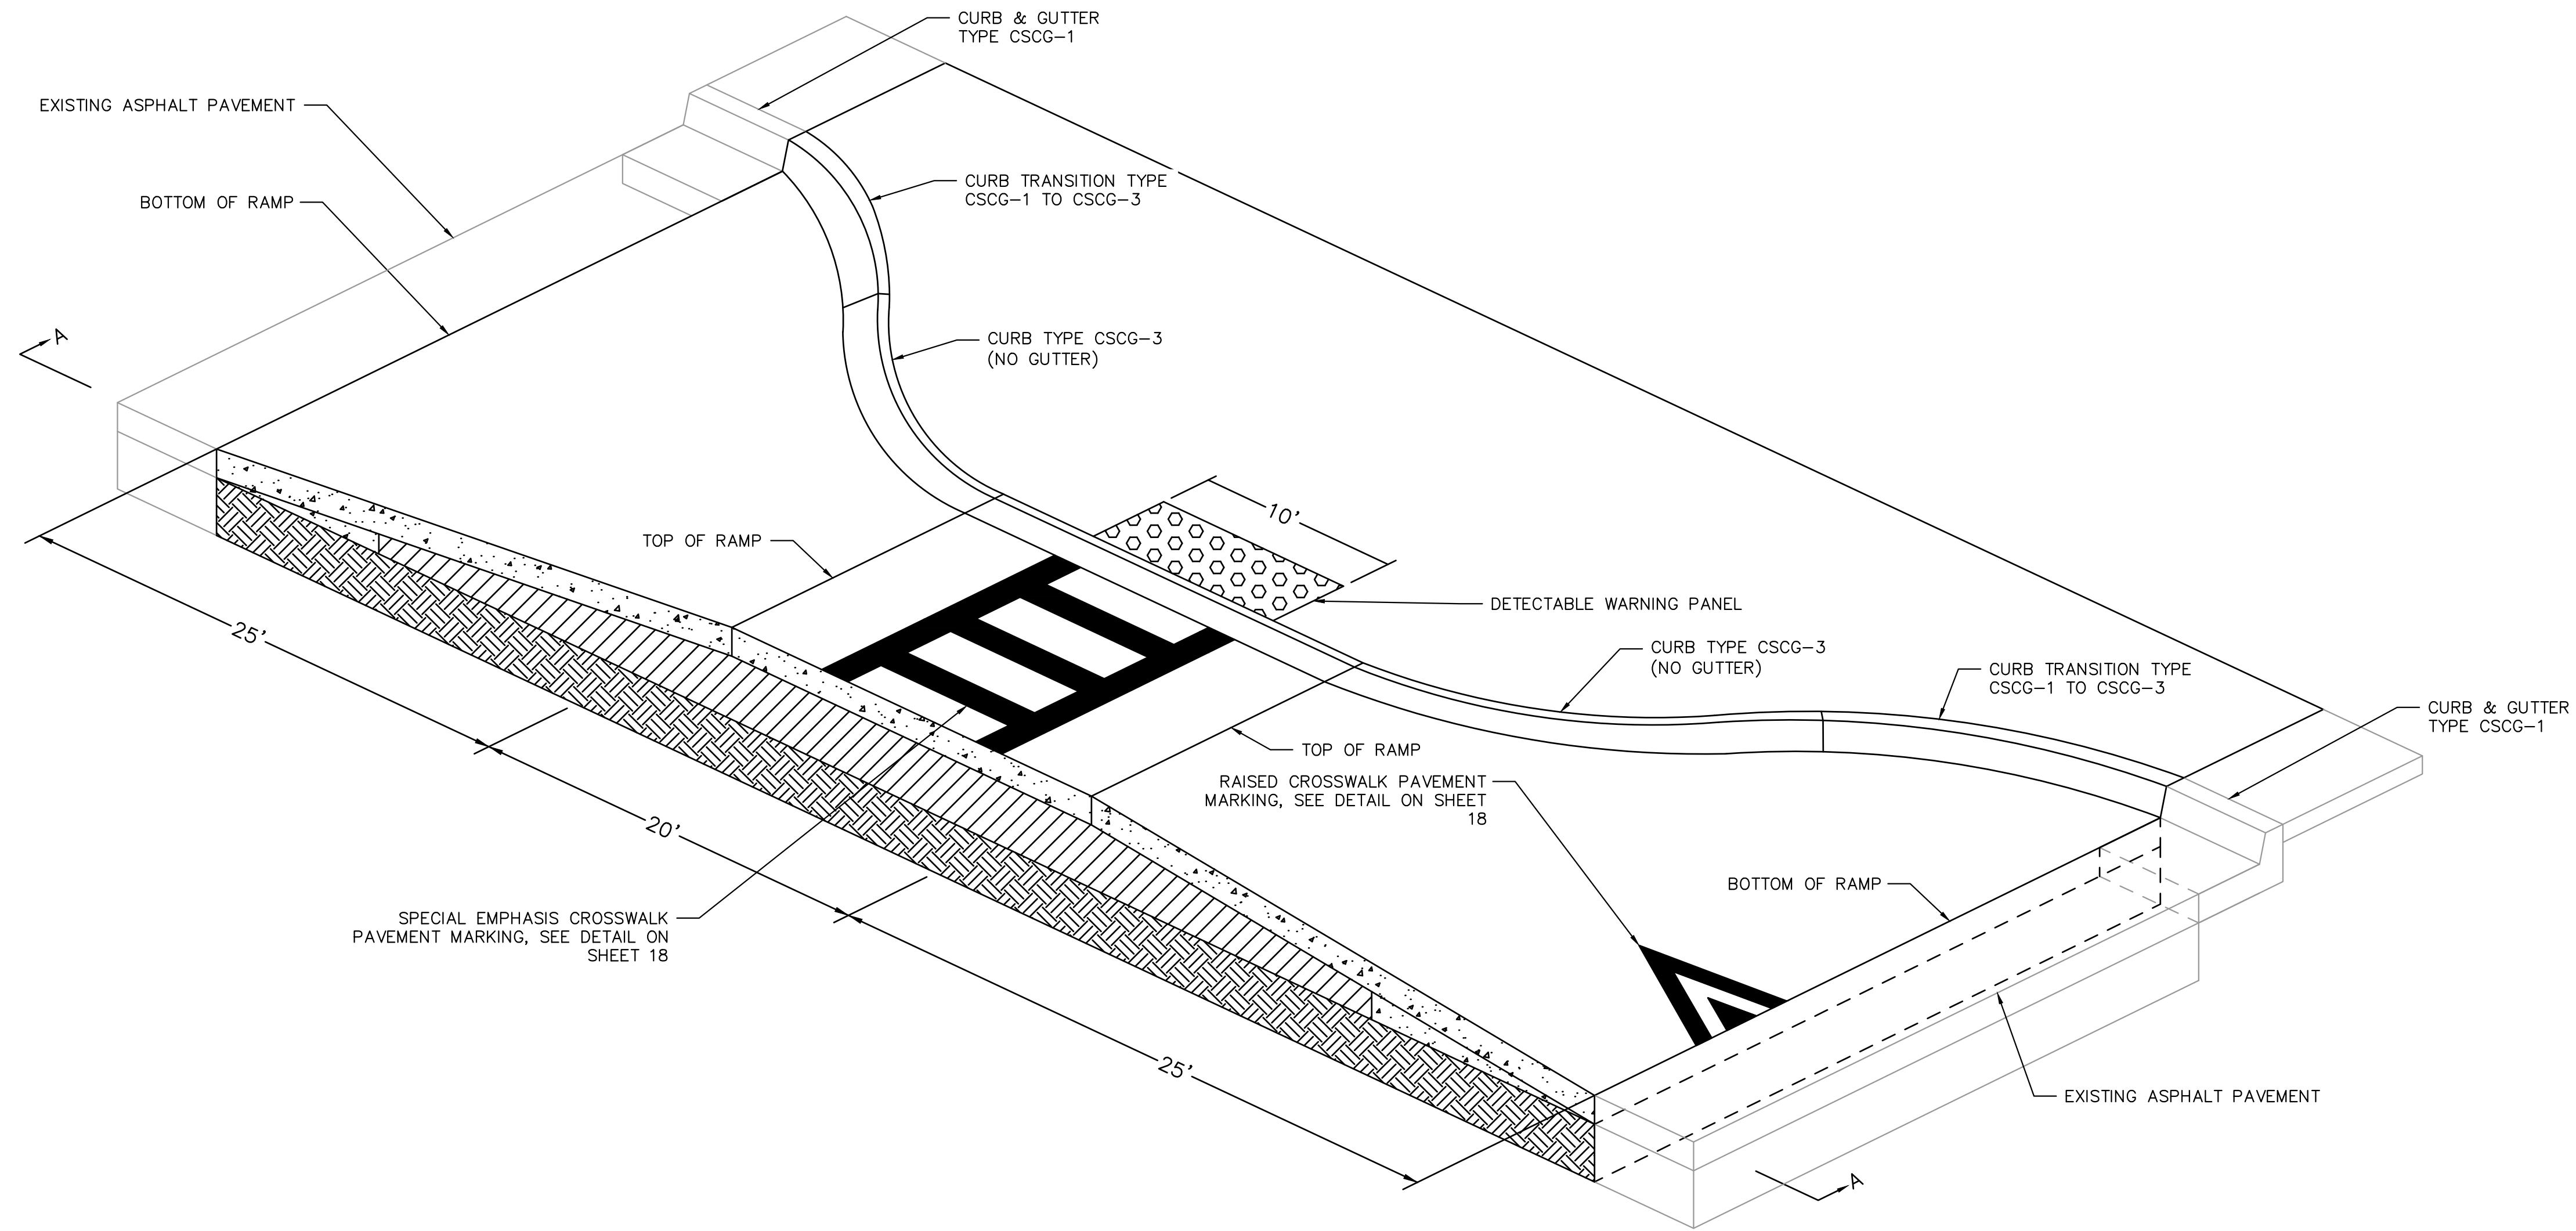 CURB & GUTTER
TYPE CSCG-1
EXISTING ASPHALT PAVEMENT
CURB TRANSITION TYPE
CSCG-1 TO CSCG-3
BOTTOM OF RAMP
A
CURB TYPE CSCG-3
(NO GUTTER)
10'
TOP OF RAMP
DETECTABLE WARNING PANEL
25'
CURB TYPE CSCG-3
(NO GUTTER)
CURB TRANSITION TYPE
CSCG-1 TO CSCG-3
CURB & GUTTER
TYPE CSCG-1
TOP OF RAMP
RAISED CROSSWALK PAVEMENT
MARKING, SEE DETAIL ON SHEET
18
20'
BOTTOM OF RAMP
SPECIAL EMPHASIS CROSSWALK
PAVEMENT MARKING, SEE DETAIL ON
SHEET 18
25'
EXISTING ASPHALT PAVEMENT
A